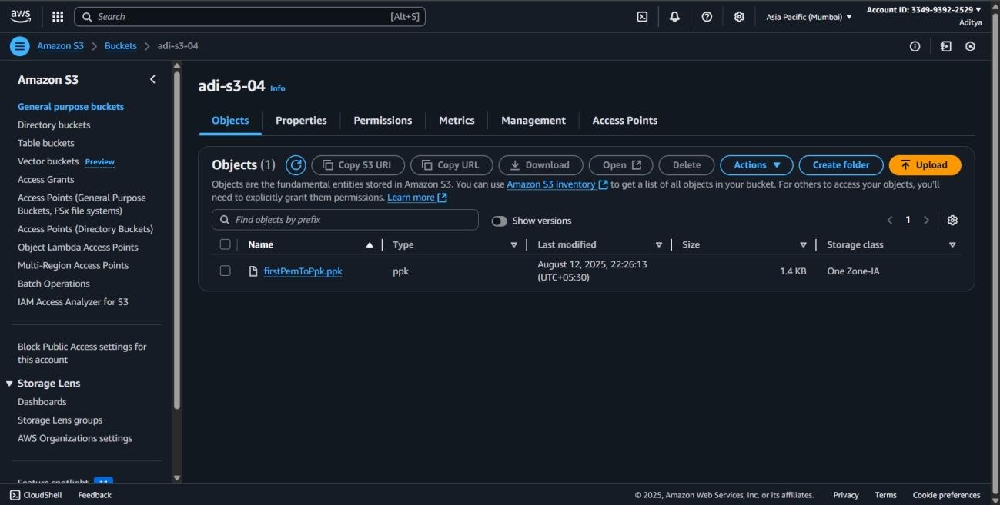 aws
Search
[Alt+S]
Asia Pacific (Mumbai)
Account ID: 3349-9392-2529
Aditya
Amazon S3
Buckets
adi-s3-04
Amazon S3
General purpose buckets
Directory buckets
Table buckets
Vector buckets Preview
Access Grants
Access Points (General Purpose
Buckets, FSx file systems)
Access Points (Directory Buckets)
Object Lambda Access Points
Multi-Region Access Points
Batch Operations
IAM Access Analyzer for S3
Block Public Access settings for
this account
Storage Lens
Dashboards
Storage Lens groups
AWS Organizations settings
Feature spotlight 11
adi-s3-04 Info
Objects
Properties
Permissions
Metrics
Management
Access Points
Objects (1)
Copy S3 URI
Copy URL
Download
Open
Delete
Actions
Create folder
Upload
Objects are the fundamental entities stored in Amazon S3. You can use Amazon S3 inventory to get a list of all objects in your bucket. For others to access your objects, you'll
need to explicitly grant them permissions. Learn more
Find objects by prefix
Show versions
1
Name
Type
Last modified
Size
Storage class
firstPemToPpk.ppk
ppk
August 12, 2025, 22:26:13
(UTC+05:30)
1.4 KB
One Zone-IA
CloudShell
Feedback
© 2025, Amazon Web Services, Inc. or its affiliates.
Privacy
Terms
Cookie preferences